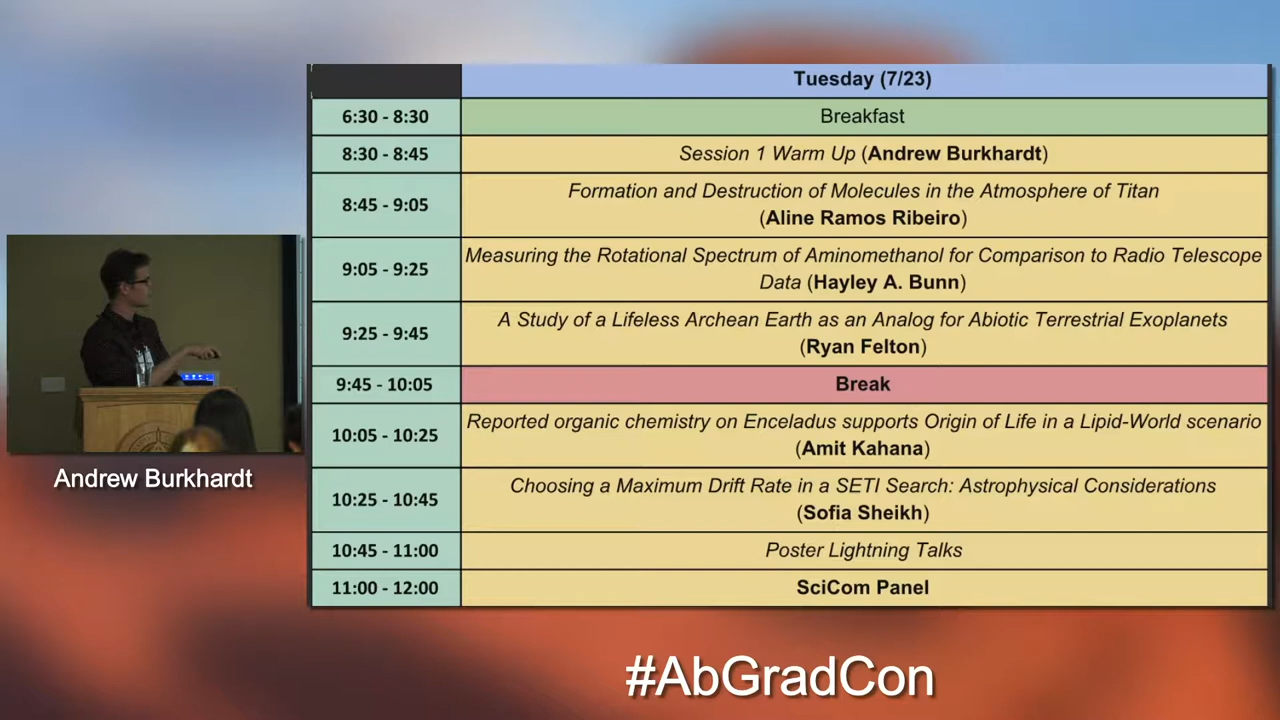 Tuesday (7/23)
6:30 - 8:30
Breakfast
8:30 - 8:45
Session 1 Warm Up (Andrew Burkhardt)
8:45 - 9:05
Formation and Destruction of Molecules in the Atmosphere of Titan
(Aline Ramos Ribeiro)
9:05 - 9:25
Measuring the Rotational Spectrum of Aminomethanol for Comparison to Radio Telescope
Data (Hayley A. Bunn)
9:25 - 9:45
A Study of a Lifeless Archean Earth as an Analog for Abiotic Terrestrial Exoplanets
(Ryan Felton)
9:45 - 10:05
Break
10:05 - 10:25
Reported organic chemistry on Enceladus supports Origin of Life in a Lipid-World scenario
(Amit Kahana)
10:25 - 10:45
Choosing a Maximum Drift Rate in a SETI Search: Astrophysical Considerations
(Sofia Sheikh)
10:45 - 11:00
Poster Lightning Talks
11:00 - 12:00
SciCom Panel
Andrew Burkhardt
#AbGradCon